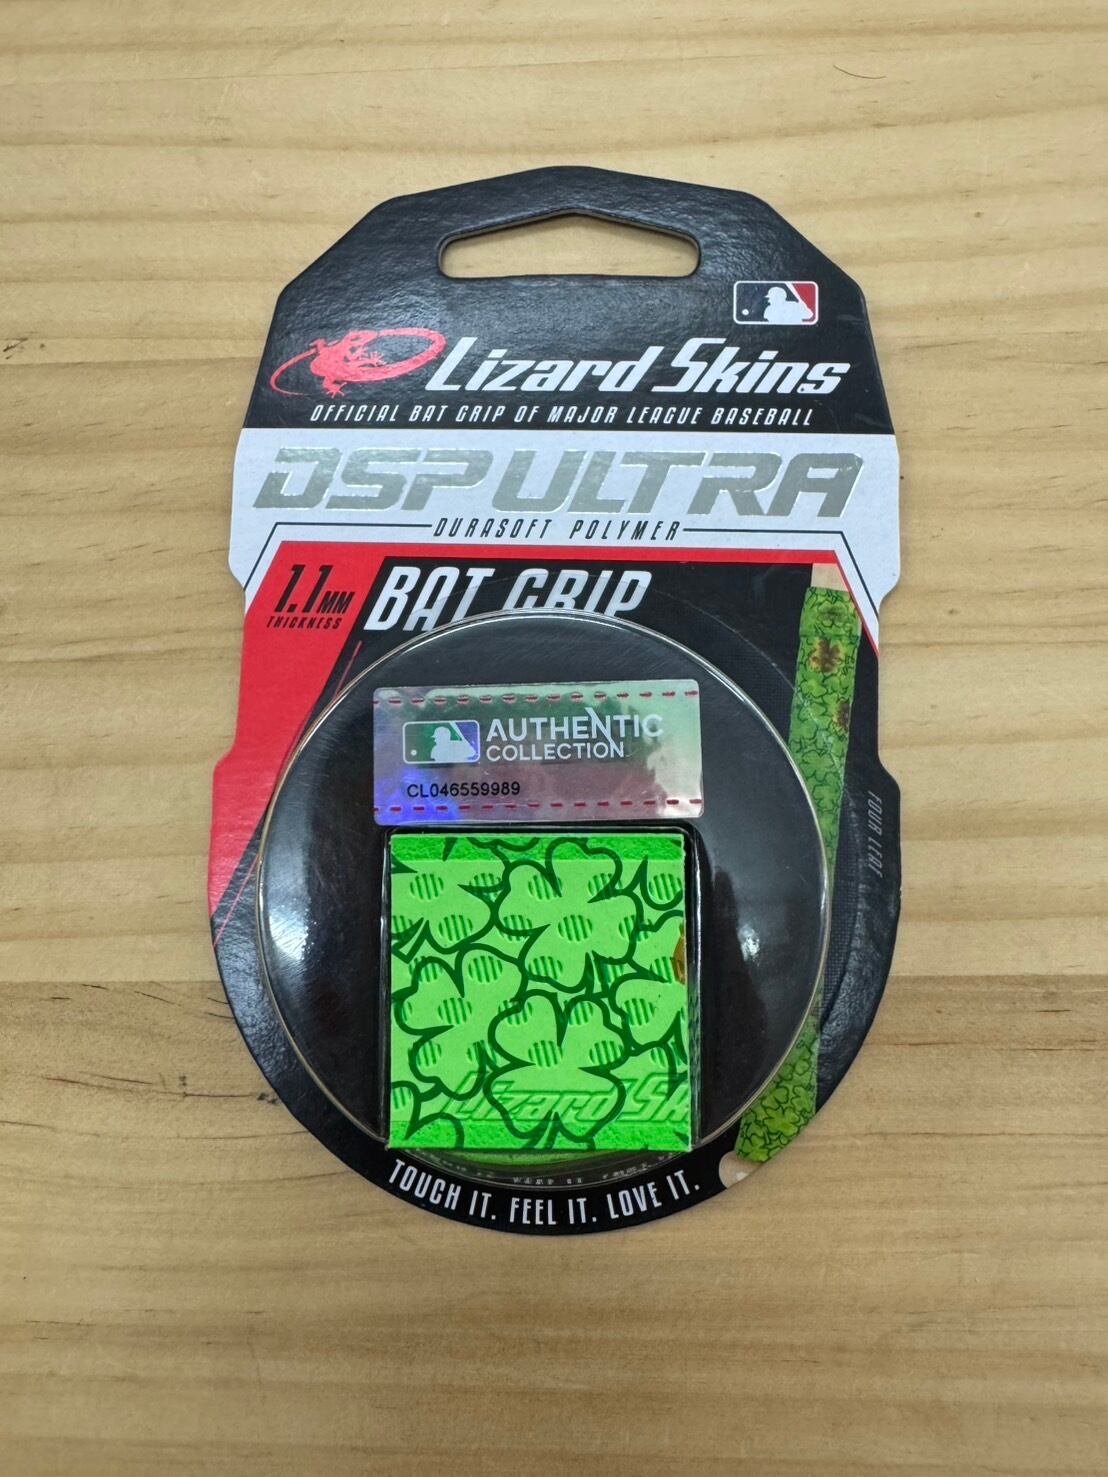 Lizard Skins
OFFICIAL BAT GRIP OF MAJOR LEAGUE BASEBALL
DSP ULTRA
DURASOFT POLYMER
1.1MM
THICKNESS
BAT GRIP
AUTHENTIC
COLLECTION
CL046559989
FOUR LEAF
Lizard Sk
TOUCH IT. FEEL IT. LOVE IT.